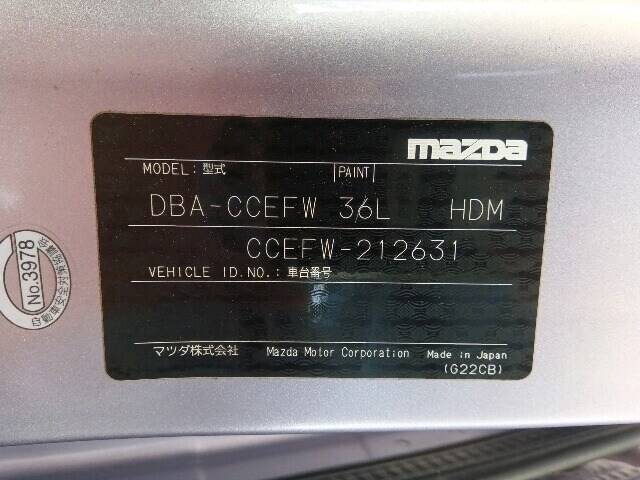 mazda
MODEL: 型式 PAINT
DBA-CCEFW 36L HDM
CCEFW-212631
VEHICLE ID.NO.: 車台番号
マツダ株式会社 Mazda Motor Corporation Made in Japan
(G22CB)
No.3978